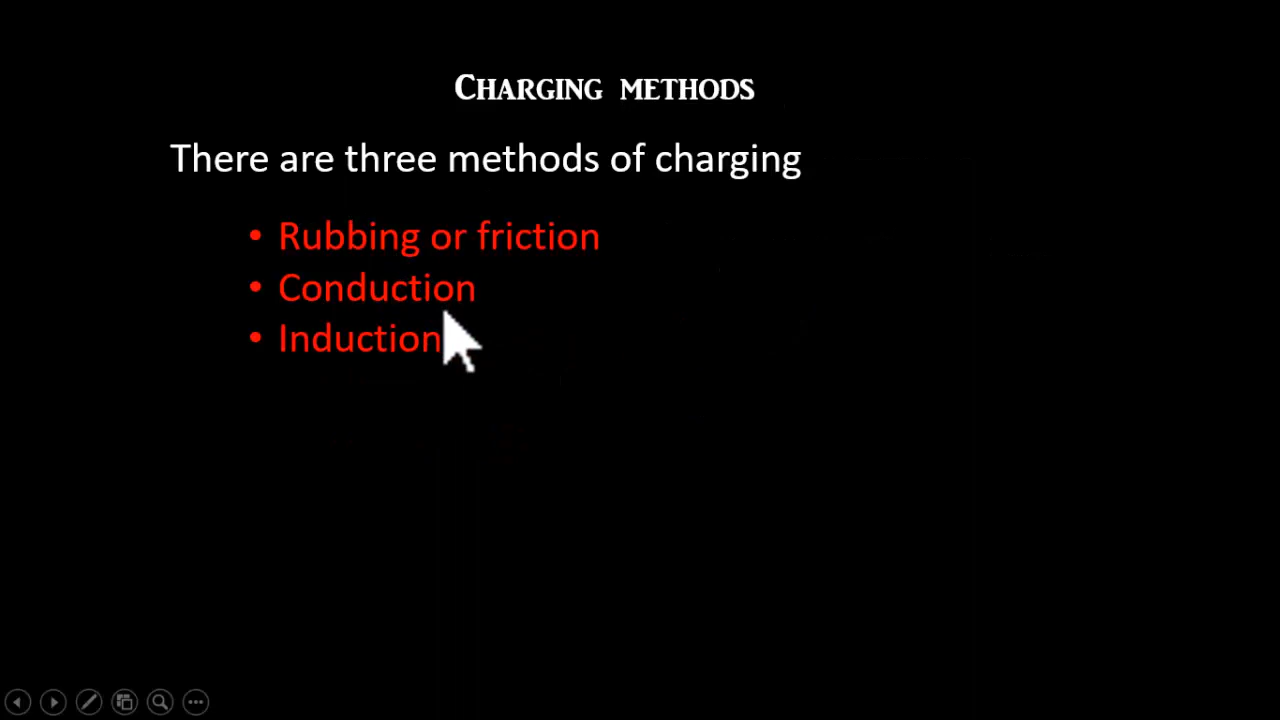 Charging methods
There are three methods of charging
• Rubbing or friction
• Conduction
• Induction